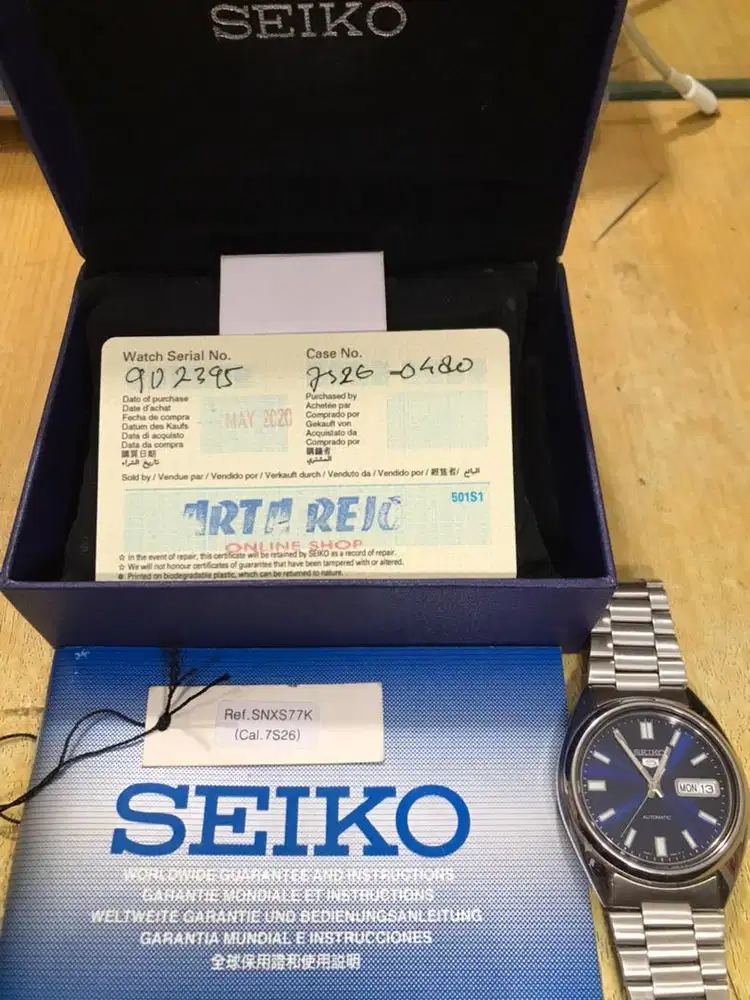 SEIKO
Watch Serial No.
902395
Case No.
7S26-0480
Date of purchase
Date d'achat
Fecha de compra
Datum des Kaufs
Data di acquisto
Data da compra
購買日期
تاريخ الشراء
MAY 2020
Purchased by
Achetée par
Comprado por
Gekauft von
Acquistato da
Comprado por
購錶者
المشتري
Sold by / Vendue par / Vendido por / Verkauft durch / Venduto da / Vendido por / 經售者/ البائع
501S1
ARTA REJO
ONLINE SHOP
☆ In the event of repair, this certificate will be retained by SEIKO as a record of repair.
☆ We will not honour certificates of guarantee that have been tampered with or altered.
Printed on biodegradable plastic, which can be returned to nature.
Ref.SNXS77K
(Cal.7S26)
SEIKO
WORLDWIDE GUARANTEE AND INSTRUCTIONS
GARANTIE MONDIALE ET INSTRUCTIONS
WELTWEITE GARANTIE UND BEDIENUNGSANLEITUNG
GARANTIA MUNDIAL E INSTRUCCIONES
全球保用證和使用説明
SEIKO
5
MON 13
AUTOMATIC